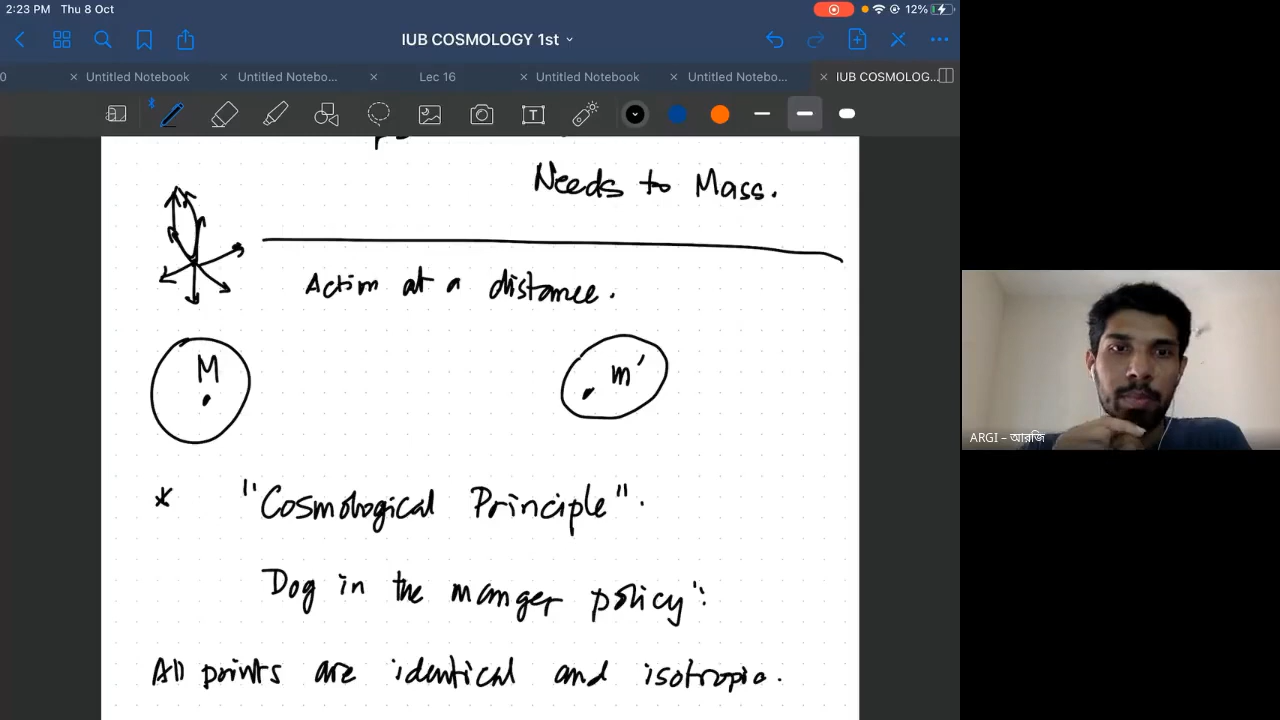 2:23 PM Thu 8 Oct
12%
IUB COSMOLOGY 1st
0
Untitled Notebook
Untitled Notebo...
Lec 16
Untitled Notebook
Untitled Notebo...
IUB COSMOLOG...
T
Needs to Mass.
Action at a distance.
M
m'
* "Cosmological Principle".
Dog in the manger policy":
All points are identical and isotropic.
ARGI – আরজি